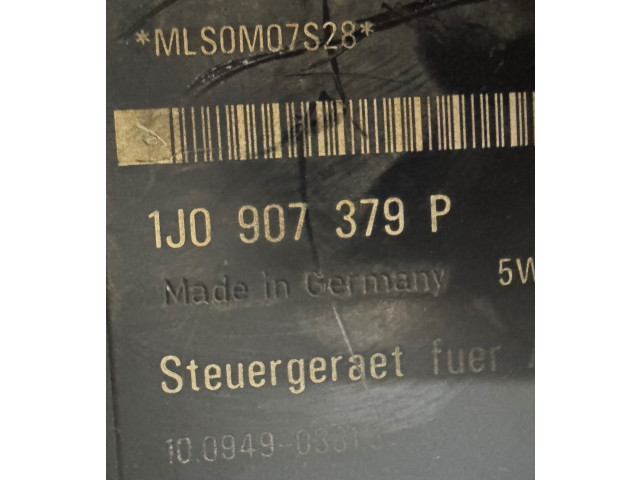 *MLS0M07S28*
1J0 907 379 P
Made in Germany 5W
Steuergeraet fuer